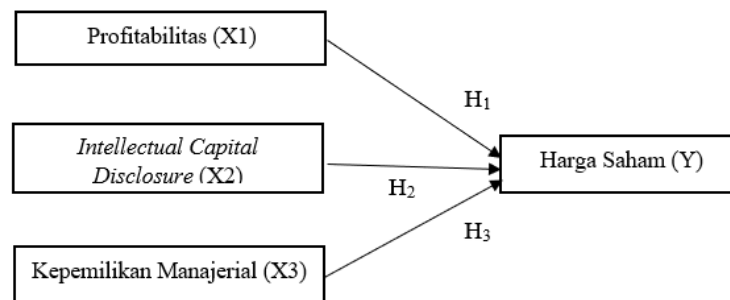 Profitabilitas (X1)
H₁
Intellectual Capital
Disclosure (X2)
Harga Saham (Y)
H₂
H₃
Kepemilikan Manajerial (X3)